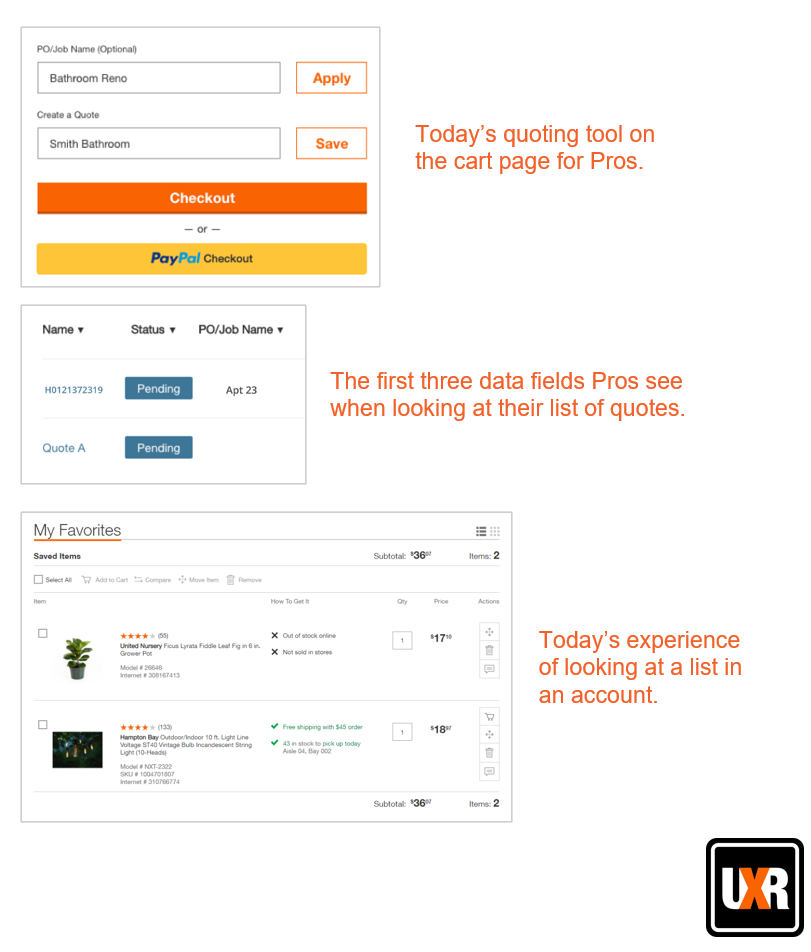 PO/Job Name (Optional)
Bathroom Reno
Apply
Create a Quote
Smith Bathroom
Save
Checkout
— or —
PayPal Checkout
Today's quoting tool on
the cart page for Pros.
Name ▾ Status ▾ PO/Job Name ▾
H0121372319 Pending Apt 23
Quote A Pending
The first three data fields Pros see
when looking at their list of quotes.
My Favorites
Saved Items Subtotal: $3607 Items: 2
Select All Add to Cart Compare Move Item Remove
Item How To Get It Qty Price Actions
(55)
United Nursery Ficus Lyrata Fiddle Leaf Fig in 6 in.
Grower Pot
Model # 26646
Internet # 308167413
Out of stock online
Not sold in stores
1
$1710
(133)
Hampton Bay Outdoor/Indoor 10 ft. Light Line
Voltage ST40 Vintage Bulb Incandescent String
Light (10-Heads)
Model # NXT-2322
SKU # 1004701807
Internet # 310766774
Free shipping with $45 order
43 in stock to pick up today
Aisle 04, Bay 002
1
$1897
Subtotal: $3607 Items: 2
Today's experience
of looking at a list in
an account.
UXR